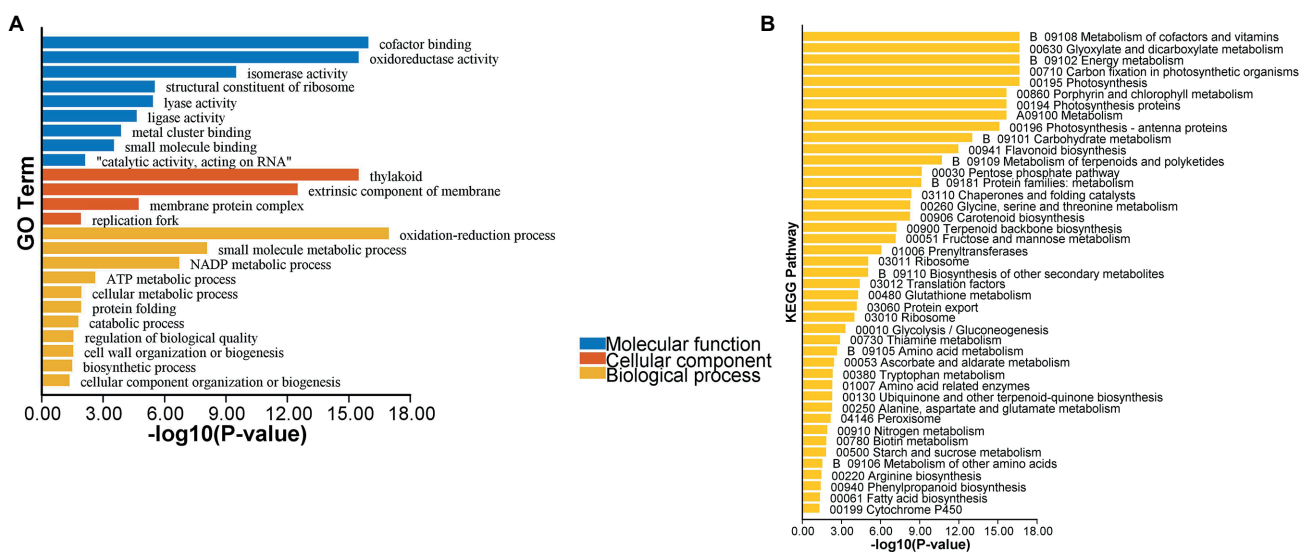 A
GO Term
cofactor binding
oxidoreductase activity
isomerase activity
structural constituent of ribosome
lyase activity
ligase activity
metal cluster binding
small molecule binding
"catalytic activity, acting on RNA"
thylakoid
extrinsic component of membrane
membrane protein complex
replication fork
oxidation-reduction process
small molecule metabolic process
NADP metabolic process
ATP metabolic process
cellular metabolic process
protein folding
catabolic process
regulation of biological quality
cell wall organization or biogenesis
biosynthetic process
cellular component organization or biogenesis
0.00 3.00 6.00 9.00 12.00 15.00 18.00
-log10(P-value)
Molecular function
Cellular component
Biological process
B
KEGG Pathway
B 09108 Metabolism of cofactors and vitamins
00630 Glyoxylate and dicarboxylate metabolism
B 09102 Energy metabolism
00710 Carbon fixation in photosynthetic organisms
00195 Photosynthesis
00860 Porphyrin and chlorophyll metabolism
00194 Photosynthesis proteins
A09100 Metabolism
00196 Photosynthesis - antenna proteins
B 09101 Carbohydrate metabolism
00941 Flavonoid biosynthesis
B 09109 Metabolism of terpenoids and polyketides
00030 Pentose phosphate pathway
B 09181 Protein families: metabolism
03110 Chaperones and folding catalysts
00260 Glycine, serine and threonine metabolism
00906 Carotenoid biosynthesis
00900 Terpenoid backbone biosynthesis
00051 Fructose and mannose metabolism
01006 Prenyltransferases
03011 Ribosome
B 09110 Biosynthesis of other secondary metabolites
03012 Translation factors
00480 Glutathione metabolism
03060 Protein export
03010 Ribosome
00010 Glycolysis / Gluconeogenesis
00730 Thiamine metabolism
B 09105 Amino acid metabolism
00053 Ascorbate and aldarate metabolism
00380 Tryptophan metabolism
01007 Amino acid related enzymes
00130 Ubiquinone and other terpenoid-quinone biosynthesis
00250 Alanine, aspartate and glutamate metabolism
04146 Peroxisome
00910 Nitrogen metabolism
00780 Biotin metabolism
00500 Starch and sucrose metabolism
B 09106 Metabolism of other amino acids
00220 Arginine biosynthesis
00940 Phenylpropanoid biosynthesis
00061 Fatty acid biosynthesis
00199 Cytochrome P450
0.00 3.00 6.00 9.00 12.00 15.00 18.00
-log10(P-value)